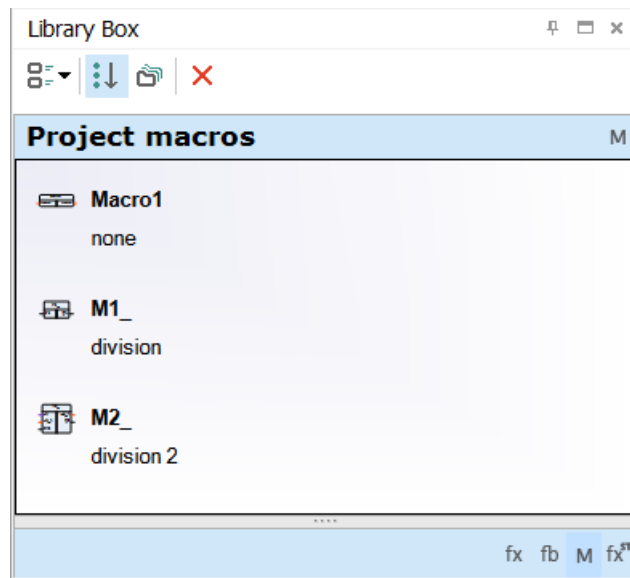 Library Box
Project macros M
Macro1
none
M1_
division
M2_
division 2
fx fb M fx